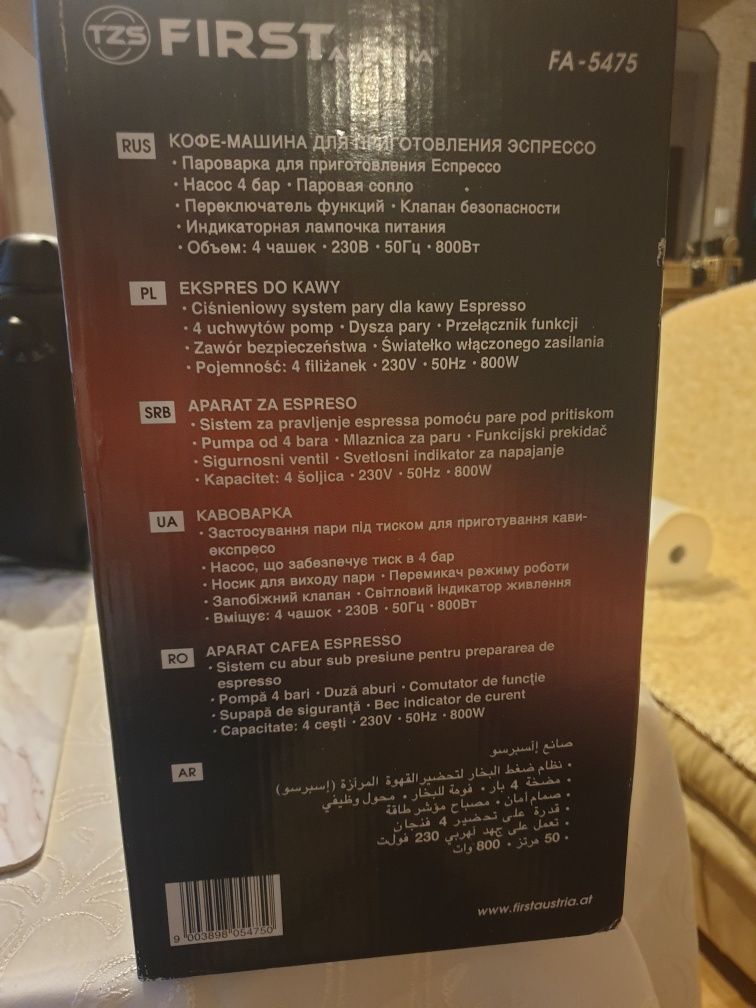 TZS FIRST AUSTRIA
FA-5475
RUS КОФЕ-МАШИНА ДЛЯ ПРИГОТОВЛЕНИЯ ЭСПРЕССО
• Пароварка для приготовления Еспрессо
• Насос 4 бар • Паровая сопло
• Переключатель функций • Клапан безопасности
• Индикаторная лампочка питания
• Объем: 4 чашек • 230В • 50Гц • 800Вт
PL EKSPRES DO KAWY
• Ciśnieniowy system pary dla kawy Espresso
• 4 uchwytów pomp • Dysza pary • Przełącznik funkcji
• Zawór bezpieczeństwa • Światełko włączonego zasilania
• Pojemność: 4 filiżanek • 230V • 50Hz • 800W
SRB APARAT ZA ESPRESO
• Sistem za pravljenje espressa pomoću pare pod pritiskom
• Pumpa od 4 bara • Mlaznica za paru • Funkcijski prekidač
• Sigurnosni ventil • Svetlosni indikator za napajanje
• Kapacitet: 4 šoljica • 230V • 50Hz • 800W
UA КАВОВАРКА
• Застосування пари під тиском для приготування кави-
експресо
• Насос, що забезпечує тиск в 4 бар
• Носик для виходу пари • Перемикач режиму роботи
• Запобіжний клапан • Світловий індикатор живлення
• Вміщує: 4 чашок • 230В • 50Гц • 800Вт
RO APARAT CAFEA ESPRESSO
• Sistem cu abur sub presiune pentru prepararea de
espresso
• Pompă 4 bari • Duză aburi • Comutator de funcţie
• Supapă de siguranţă • Bec indicator de curent
• Capacitate: 4 ceşti • 230V • 50Hz • 800W
AR صانع إلسبرسو
• نظام ضغط البخار لتحضير القهوة المركزة (إسبرسو)
• مضخة 4 بار • فوهة للبخار • محول وظيفي
• صمام أمان • مصباح مؤشر طاقة
• قدرة على تحضير 4 فنجان
• تعمل على جهد كهربي 230 فولت
• 50 هرتز • 800 وات
9 003898 054750
www.firstaustria.at